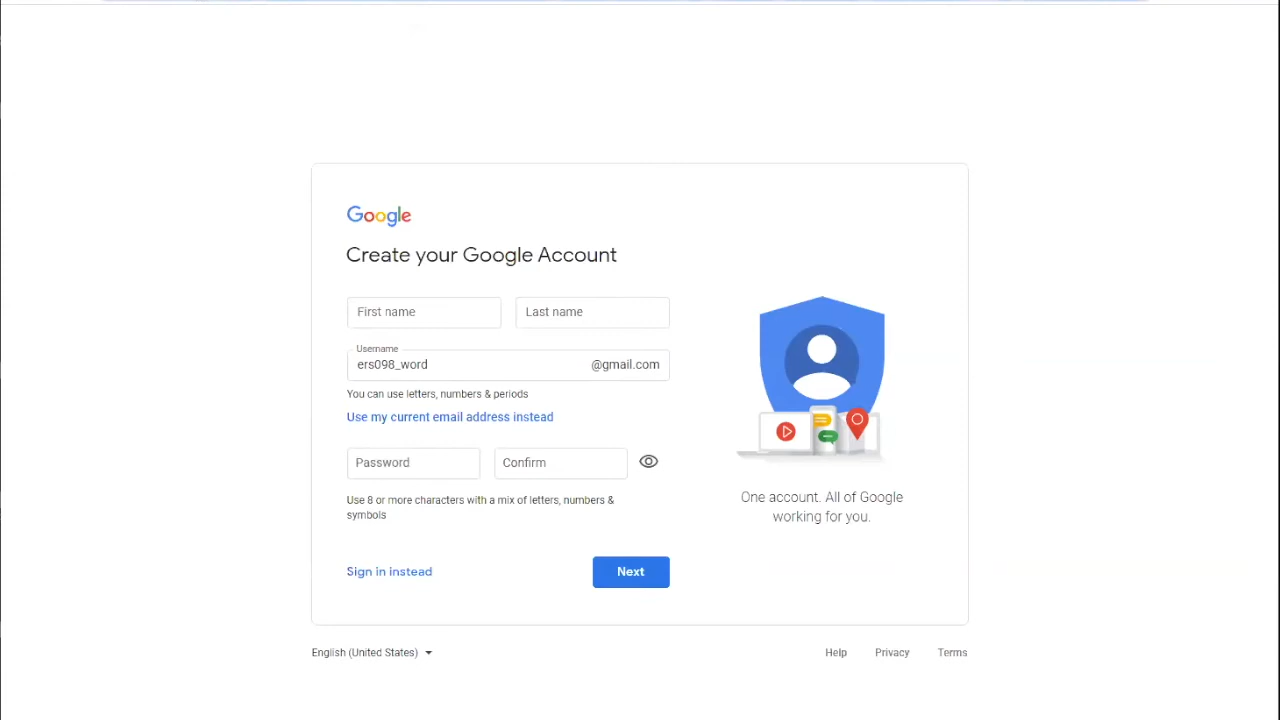 Google
Create your Google Account
First name Last name
Username
ers098_word @gmail.com
You can use letters, numbers & periods
Use my current email address instead
Password Confirm
Use 8 or more characters with a mix of letters, numbers &
symbols
One account. All of Google
working for you.
Sign in instead Next
English (United States) Help Privacy Terms